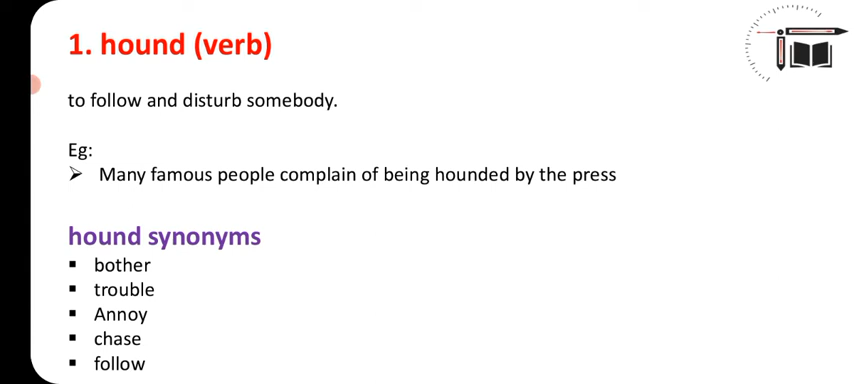 1. hound (verb)
to follow and disturb somebody.
Eg:
➢ Many famous people complain of being hounded by the press
hound synonyms
▪ bother
▪ trouble
▪ Annoy
▪ chase
▪ follow